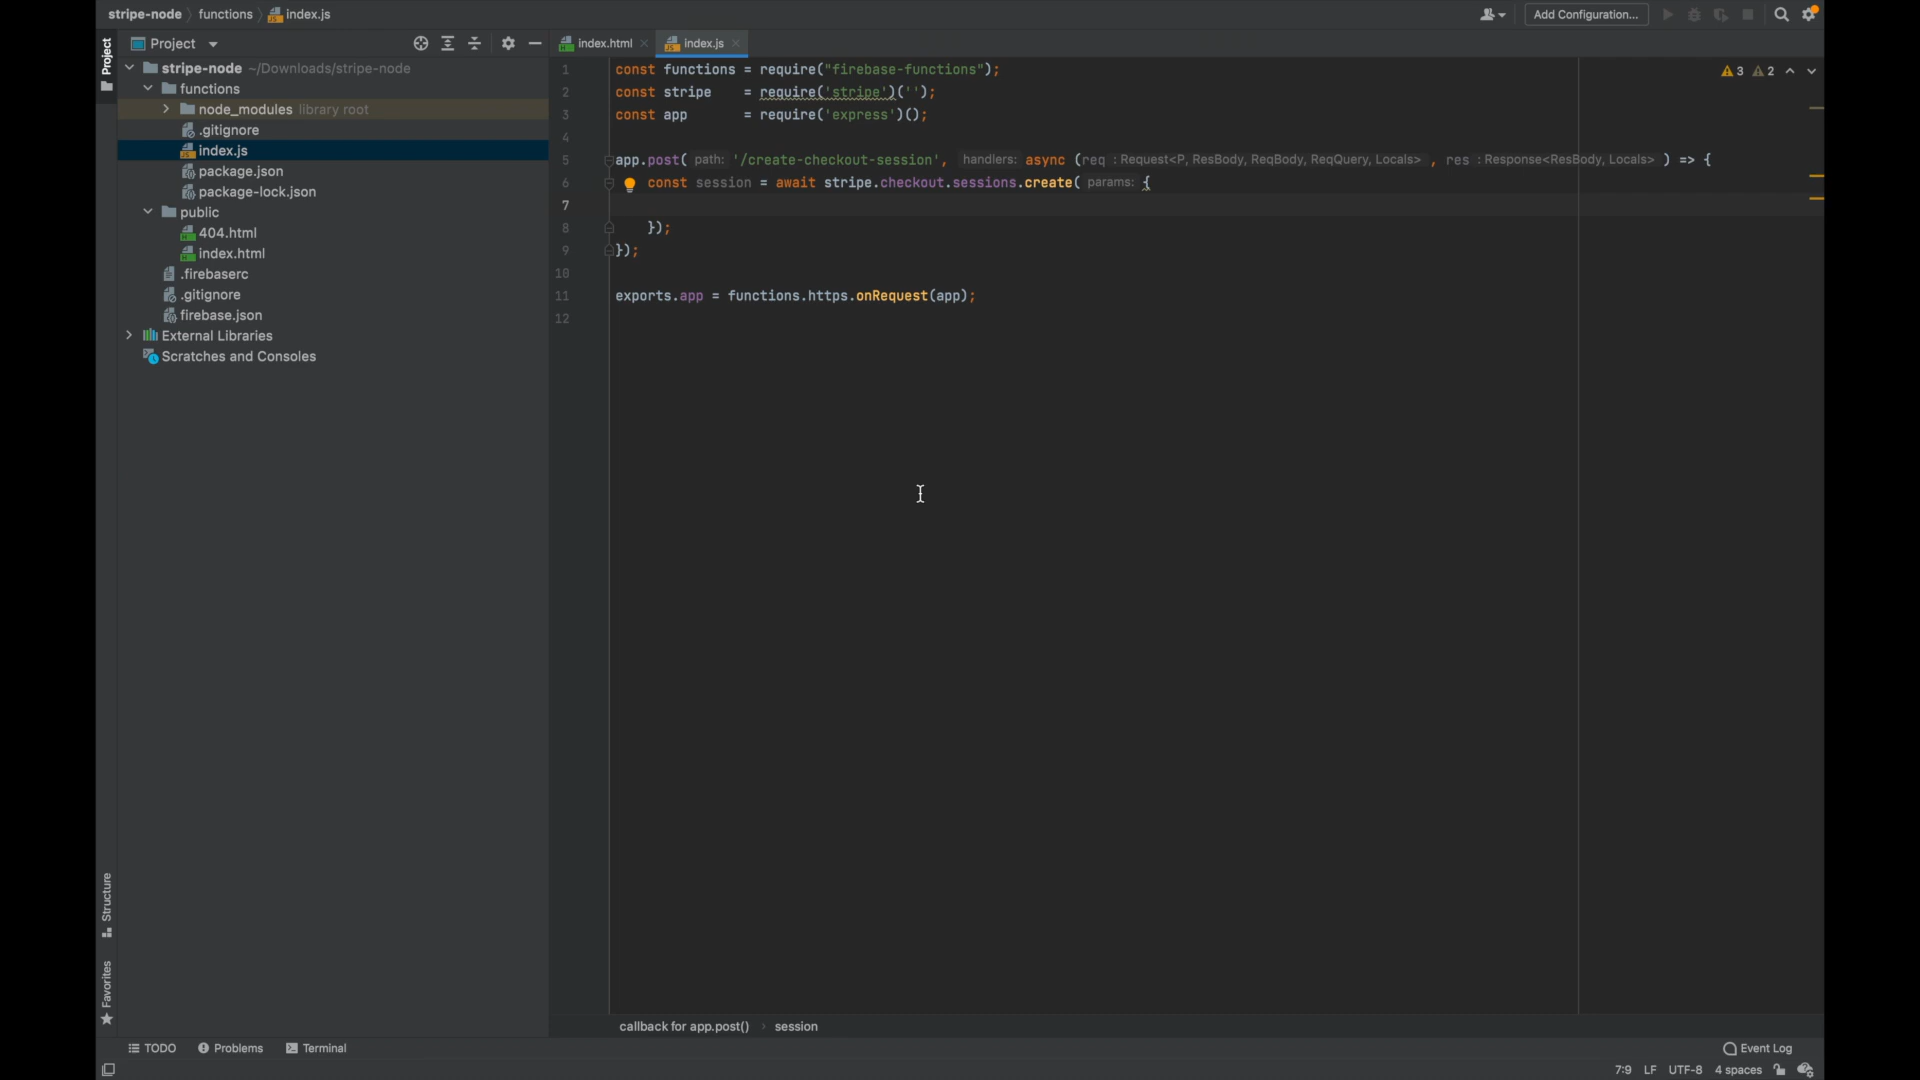 stripe-node functions index.js Add Configuration...
Project index.html index.js
Project
stripe-node ~/Downloads/stripe-node
functions
node_modules library root
.gitignore
index.js
package.json
package-lock.json
public
404.html
index.html
.firebaserc
.gitignore
firebase.json
External Libraries
Scratches and Consoles
1 const functions = require("firebase-functions"); 3 2
2 const stripe = require('stripe')('');
3 const app = require('express')();
4
5 app.post( path: '/create-checkout-session', handlers: async (req : Request<P, ResBody, ReqBody, ReqQuery, Locals> , res : Response<ResBody, Locals> ) => {
6 const session = await stripe.checkout.sessions.create( params: {
7
8 });
9 });
10
11 exports.app = functions.https.onRequest(app);
12
Structure
Favorites
callback for app.post() session
TODO Problems Terminal Event Log
7:9 LF UTF-8 4 spaces